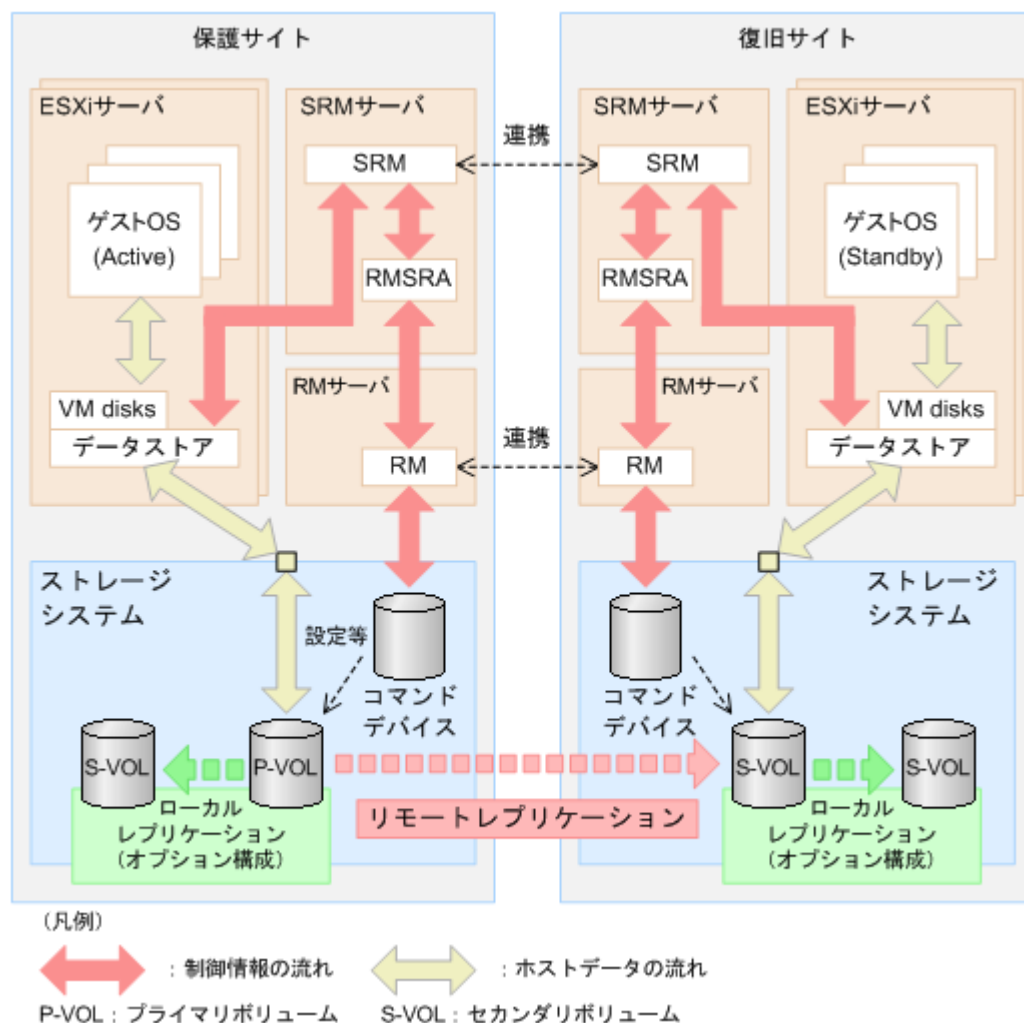 保護サイト
ESXiサーバ
ゲストOS
(Active)
VM disks
データストア
SRMサーバ
SRM
RMSRA
RMサーバ
RM
連携
連携
復旧サイト
SRMサーバ
SRM
RMSRA
RMサーバ
RM
ESXiサーバ
ゲストOS
(Standby)
VM disks
データストア
ストレージ
システム
設定等
コマンド
デバイス
S-VOL
P-VOL
ローカル
レプリケーション
(オプション構成)
リモートレプリケーション
ストレージ
システム
コマンド
デバイス
S-VOL
S-VOL
ローカル
レプリケーション
(オプション構成)
(凡例)
：制御情報の流れ
：ホストデータの流れ
P-VOL：プライマリボリューム
S-VOL：セカンダリボリューム